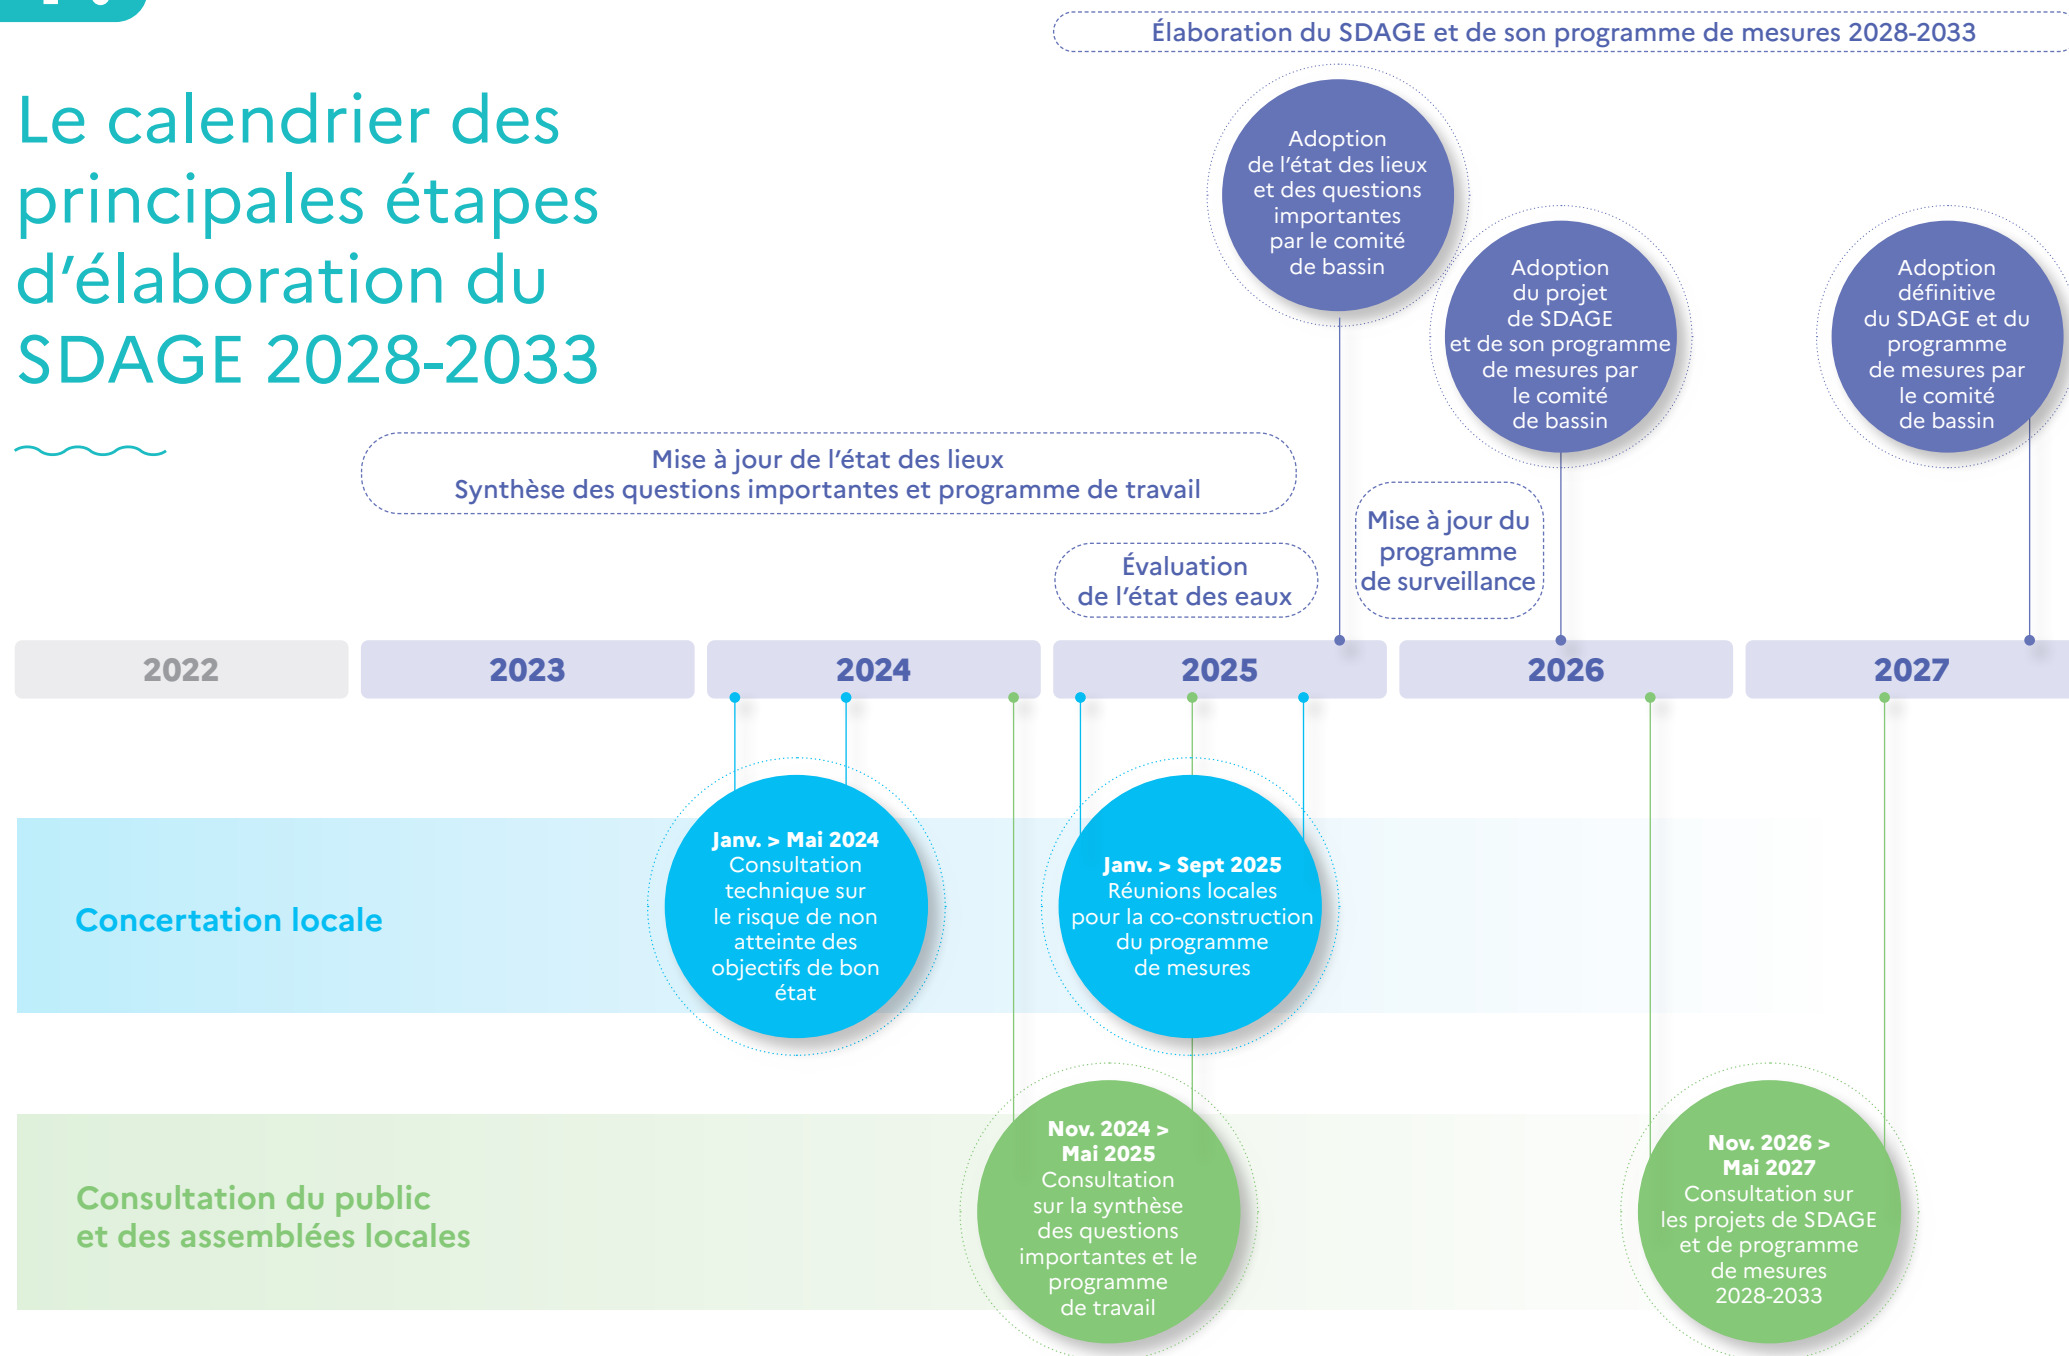 Élaboration du SDAGE et de son programme de mesures 2028-2033
Le calendrier des
principales étapes
d'élaboration du
SDAGE 2028-2033
Adoption
de l'état des lieux
et des questions
importantes
par le comité
de bassin
Adoption
du projet
de SDAGE
et de son programme
de mesures par
le comité
de bassin
Adoption
définitive
du SDAGE et du
programme
de mesures par
le comité
de bassin
Mise à jour de l'état des lieux
Synthèse des questions importantes et programme de travail
Évaluation
de l'état des eaux
Mise à jour du
programme
de surveillance
2022
2023
2024
2025
2026
2027
Concertation locale
Janv. > Mai 2024
Consultation
technique sur
le risque de non
atteinte des
objectifs de bon
état
Janv. > Sept 2025
Réunions locales
pour la co-construction
du programme
de mesures
Consultation du public
et des assemblées locales
Nov. 2024 >
Mai 2025
Consultation
sur la synthèse
des questions
importantes et le
programme
de travail
Nov. 2026 >
Mai 2027
Consultation sur
les projets de SDAGE
et de programme
de mesures
2028-2033